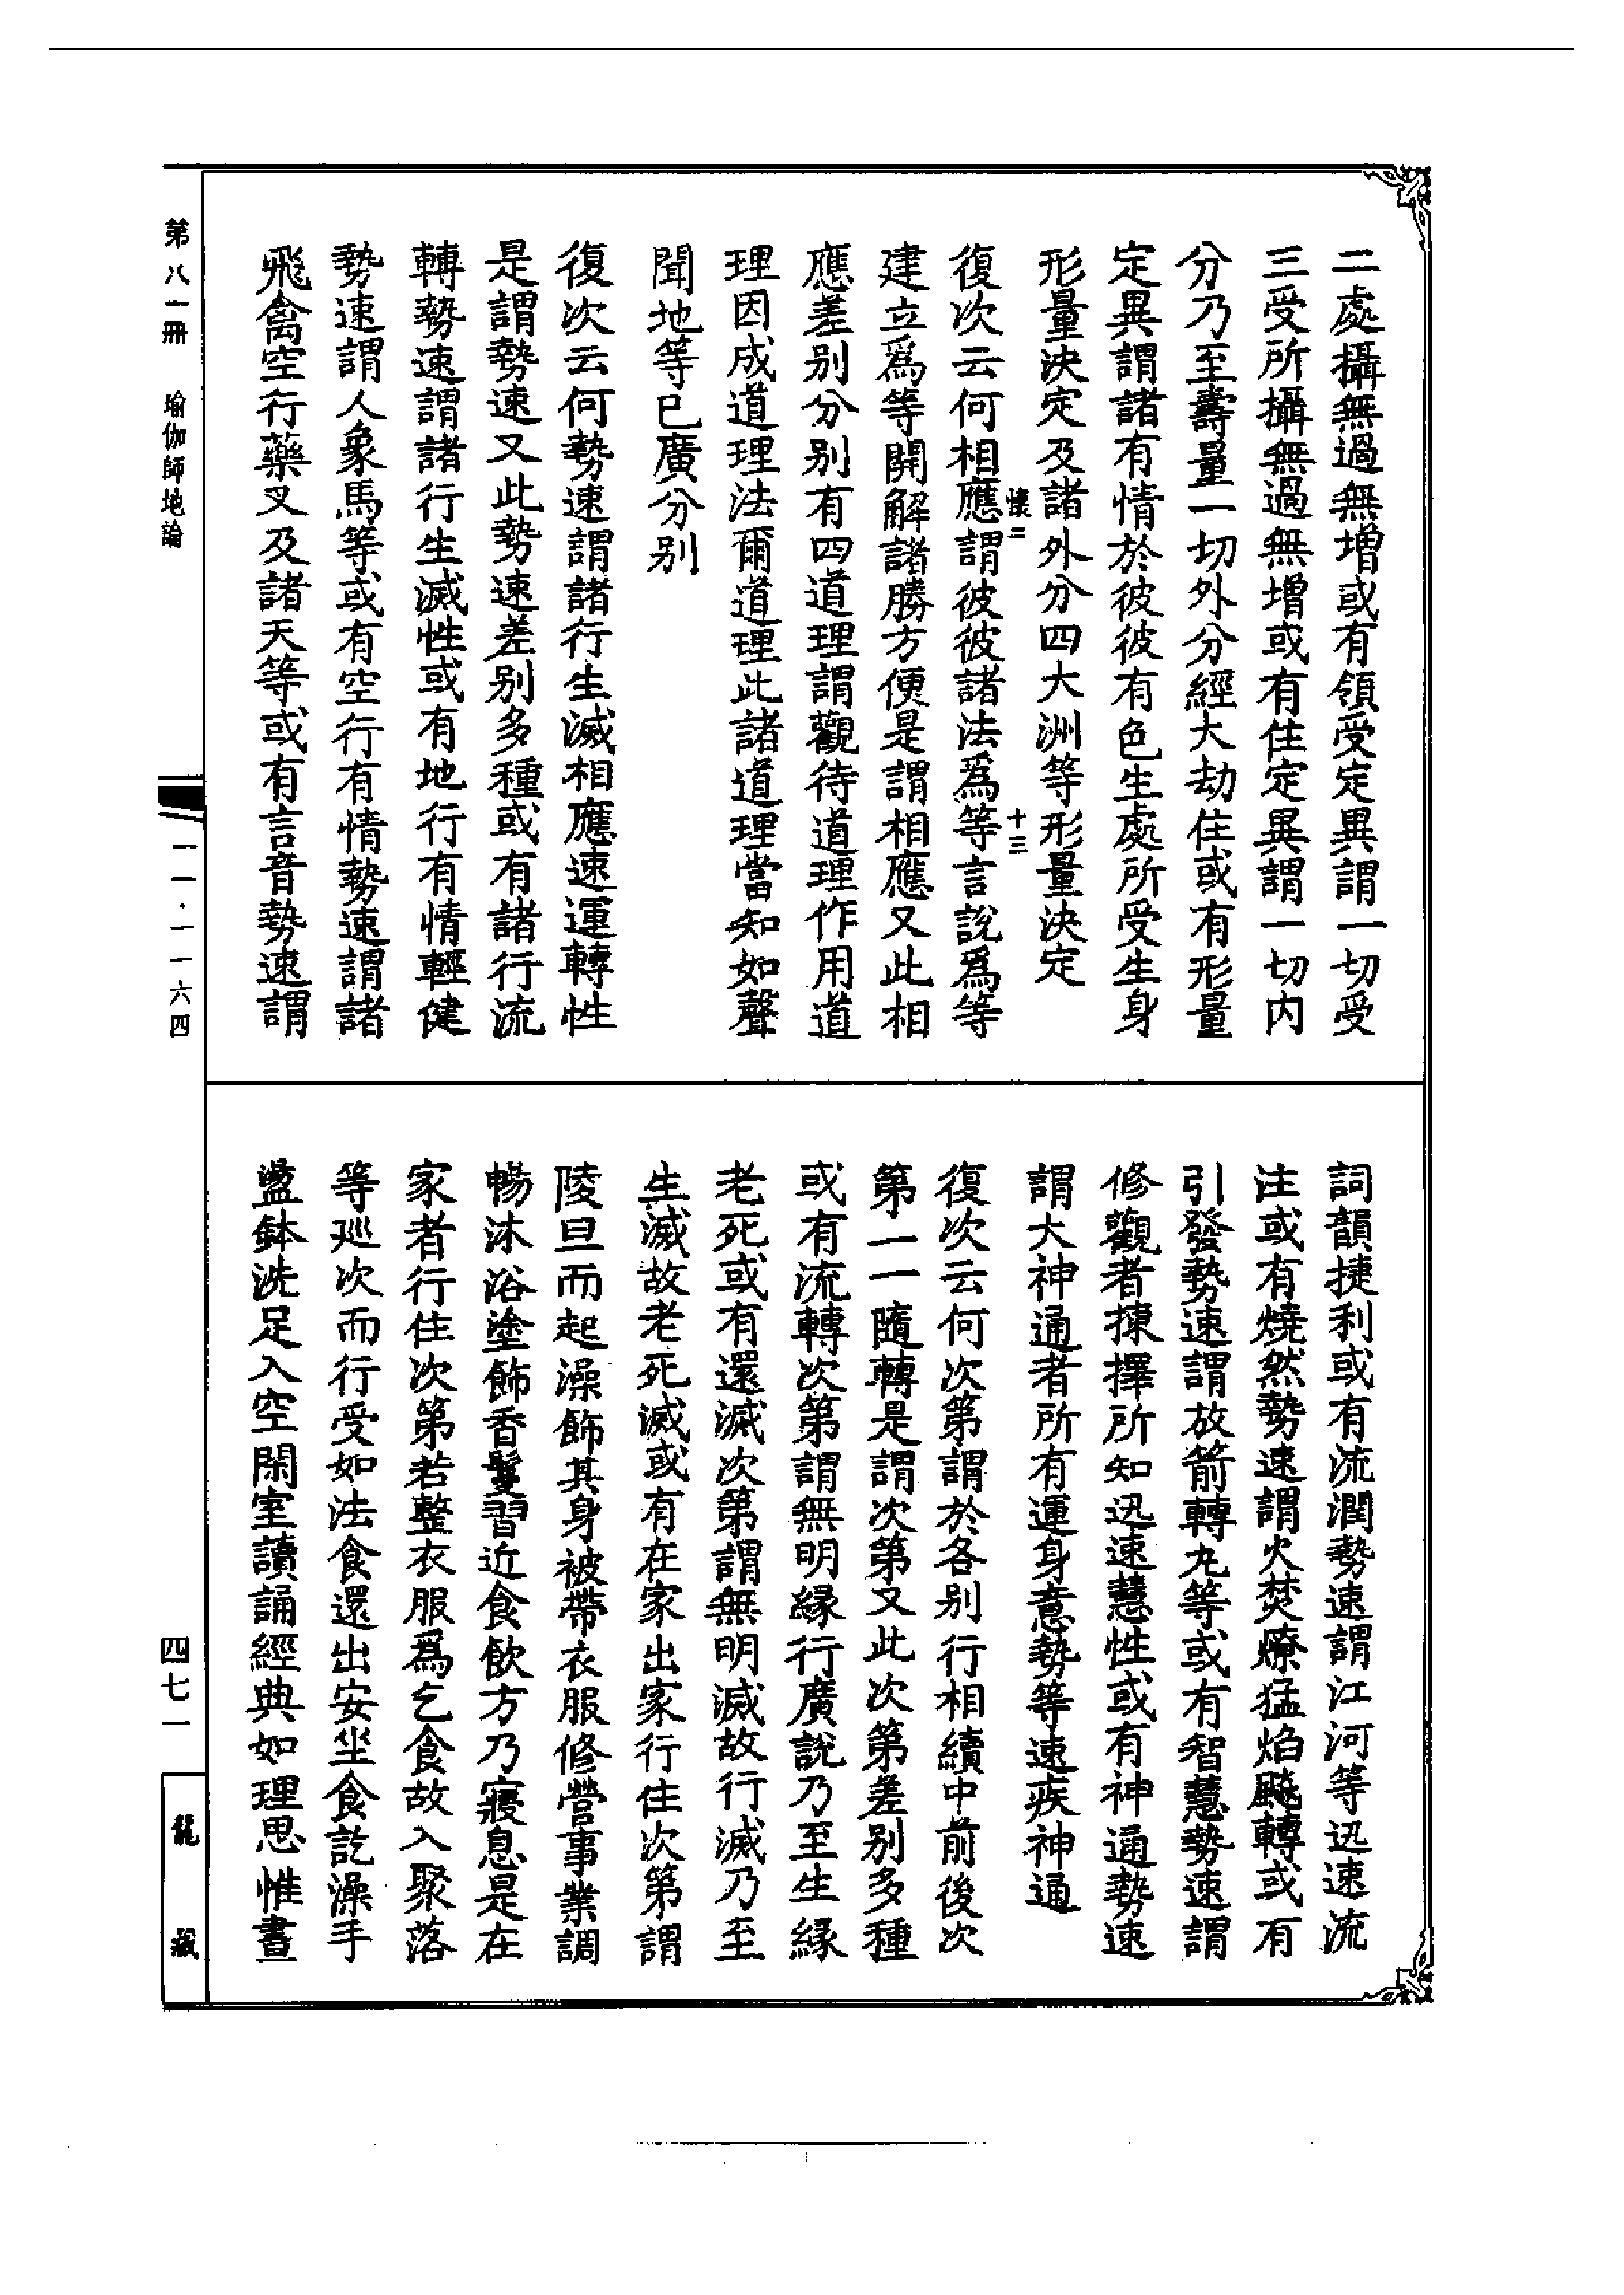 二處攝無過無增或有領受定異謂一切受
三受所攝無過無增或有住定異謂一切内
分乃至壽量一切外分經大劫住或有形量
定異謂諸有情於彼彼有色生處所受生身
形量決定及諸外分四大洲等形量決定
懐二 十三
復次云何相應謂彼彼諸法爲等言說爲等
建立爲等開解諸勝方便是謂相應又此相
應差别分别有四道理謂觀待道理作用道
理因成道理法爾道理此諸道理當知如聲
聞地等已廣分别
復次云何勢速謂諸行生滅相應速運轉性
是謂勢速又此勢速差别多種或有諸行流
轉勢速謂諸行生滅性或有地行有情輕健
勢速謂人象馬等或有空行有情勢速謂諸
飛禽空行藥叉及諸天等或有言音勢速謂
詞韻捷利或有流潤勢速謂江河等迅速流
注或有燒然勢速謂火焚燎猛焰飈轉或有
引發勢速謂放箭轉丸等或有智慧勢速謂
修觀者揀擇所知迅速慧性或有神通勢速
謂大神通者所有運身意勢等速疾神通
復次云何次第謂於各别行相續中前後次
第一一隨轉是謂次第又此次第差别多種
或有流轉次第謂無明緣行廣說乃至生緣
老死或有還滅次第謂無明滅故行滅乃至
生滅故老死滅或有在家出家行住次第謂
陵旦而起澡飾其身被帶衣服修營事業調
暢沐浴塗飾香鬘習近食飲方乃寢息是在
家者行住次第若整衣服爲乞食故入聚落
等巡次而行受如法食還出安坐食訖澡手
盪鉢洗足入空閑室讀誦經典如理思惟晝
第八一冊 瑜伽師地論
一一·一一六四
四七一
龍藏